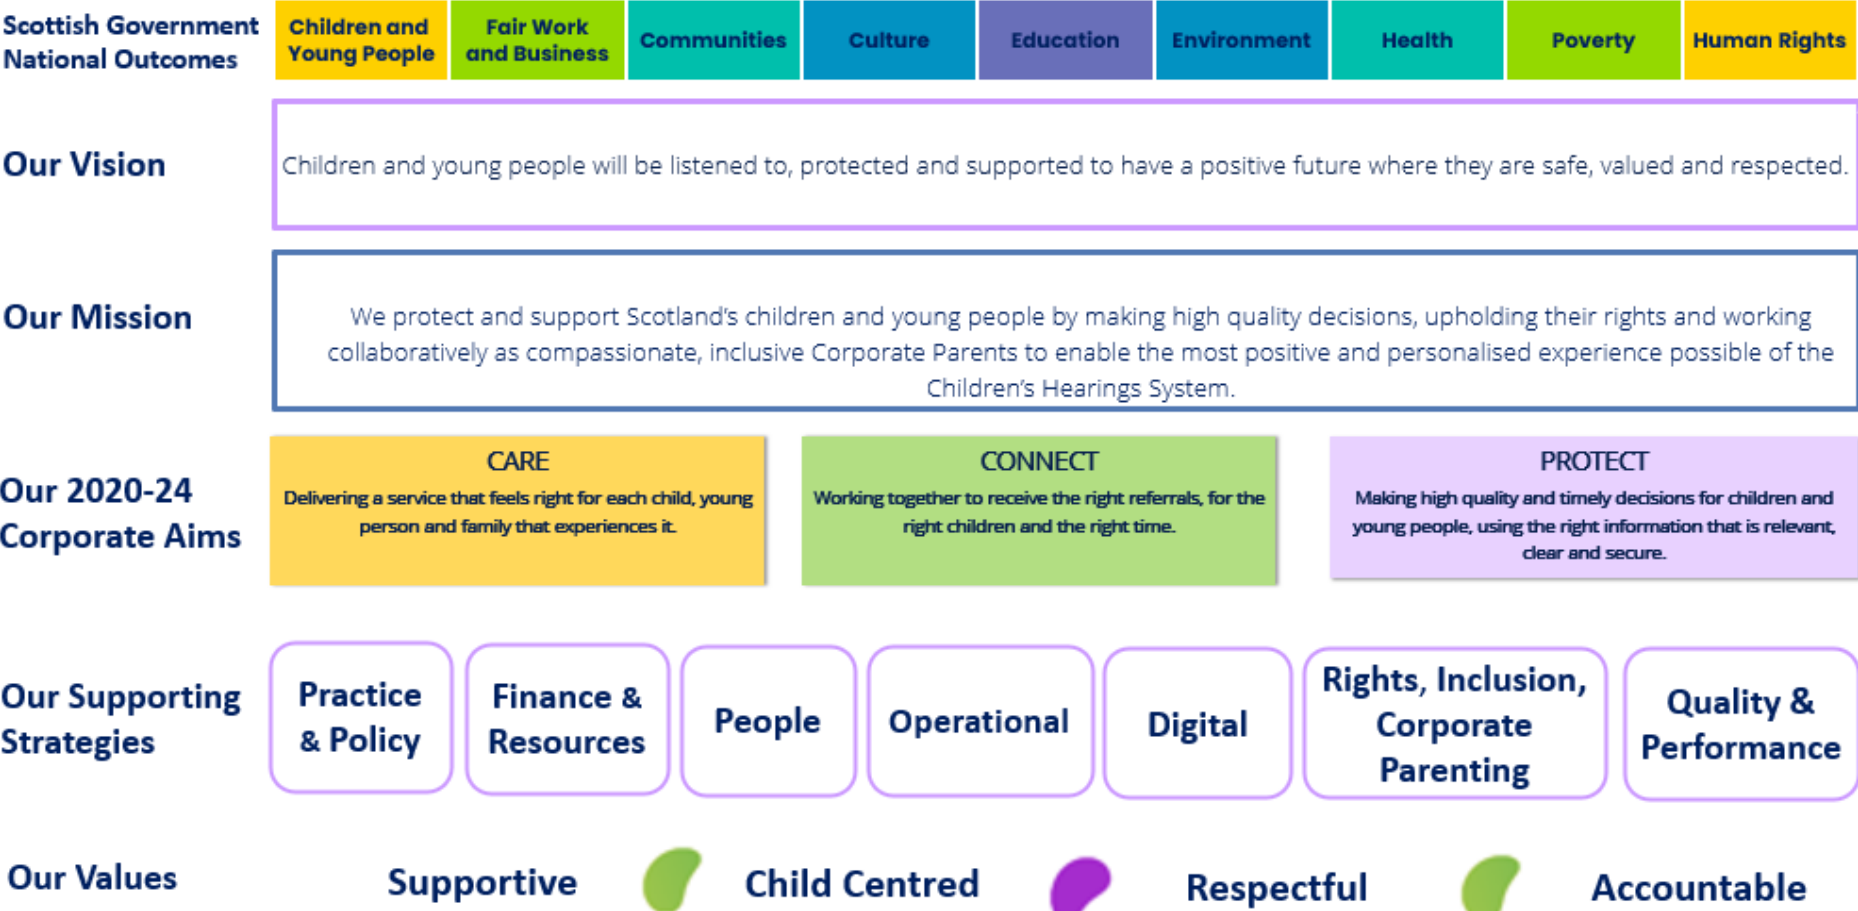 Scottish Government
National Outcomes
Children and
Young People
Fair Work
and Business
Communities
Culture
Education
Environment
Health
Poverty
Human Rights
Our Vision
Children and young people will be listened to, protected and supported to have a positive future where they are safe, valued and respected.
Our Mission
We protect and support Scotland's children and young people by making high quality decisions, upholding their rights and working
collaboratively as compassionate, inclusive Corporate Parents to enable the most positive and personalised experience possible of the
Children's Hearings System.
Our 2020-24
Corporate Aims
CARE
Delivering a service that feels right for each child, young
person and family that experiences it.
CONNECT
Working together to receive the right referrals, for the
right children and the right time.
PROTECT
Making high quality and timely decisions for children and
young people, using the right information that is relevant,
clear and secure.
Our Supporting
Strategies
Practice
& Policy
Finance &
Resources
People
Operational
Digital
Rights, Inclusion,
Corporate
Parenting
Quality &
Performance
Our Values
Supportive
Child Centred
Respectful
Accountable